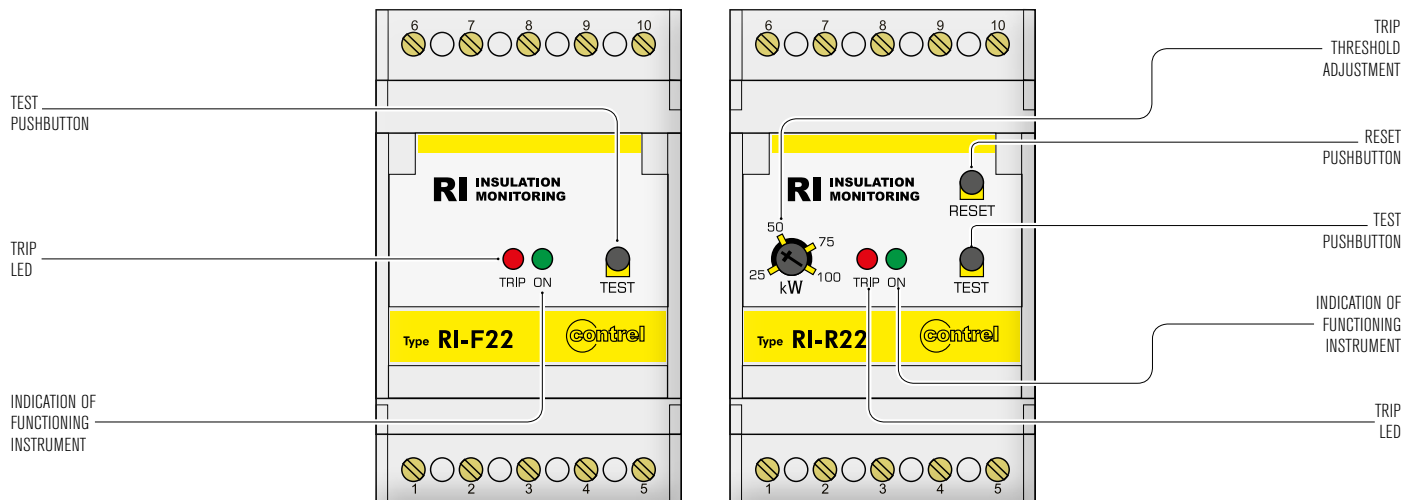 TEST
PUSHBUTTON
TRIP
LED
INDICATION OF
FUNCTIONING
INSTRUMENT
6 7 8 9 10
RI INSULATION
MONITORING
TRIP ON
TEST
Type RI-F22 contrel
1 2 3 4 5
6 7 8 9 10
RI INSULATION
MONITORING
RESET
50
75
25
100
kW
TRIP ON
TEST
Type RI-R22 contrel
1 2 3 4 5
TRIP
THRESHOLD
ADJUSTMENT
RESET
PUSHBUTTON
TEST
PUSHBUTTON
INDICATION OF
FUNCTIONING
INSTRUMENT
TRIP
LED